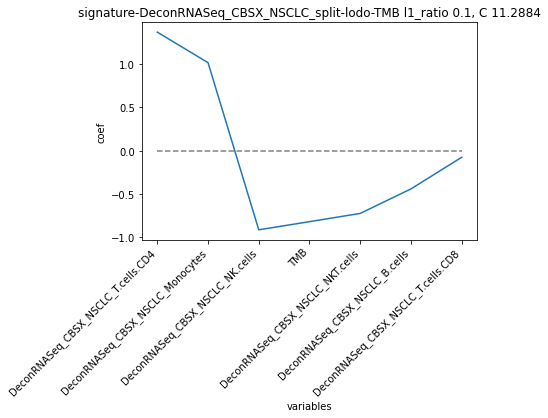 signature-DeconRNASeq_CBSX_NSCLC_split-lodo-TMB l1_ratio 0.1, C 11.2884
coef
1.0
0.5
0.0
−0.5
−1.0
DeconRNASeq_CBSX_NSCLC_T.cells.CD4
DeconRNASeq_CBSX_NSCLC_Monocytes
DeconRNASeq_CBSX_NSCLC_NK.cells
TMB
DeconRNASeq_CBSX_NSCLC_NKT.cells
DeconRNASeq_CBSX_NSCLC_B.cells
DeconRNASeq_CBSX_NSCLC_T.cells.CD8
variables